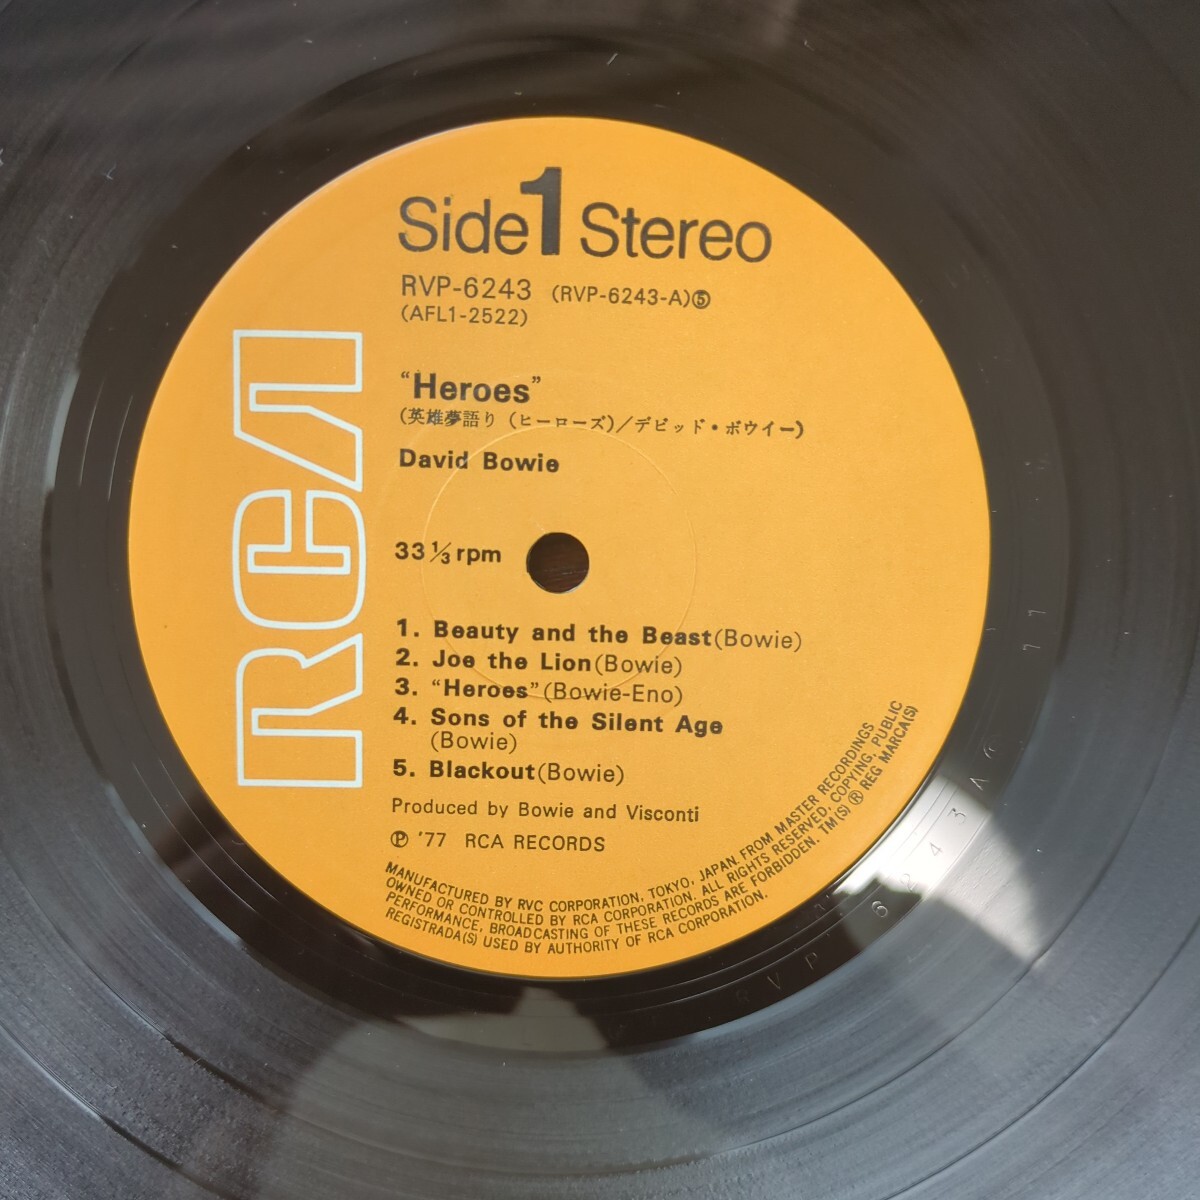 Side 1 Stereo
RVP-6243 (RVP-6243-A)⑤
(AFL1-2522)
RCA
“Heroes”
(英雄夢語り (ヒーローズ)／デビッド・ボウイー)
David Bowie
33 1/3 rpm
1. Beauty and the Beast (Bowie)
2. Joe the Lion (Bowie)
3. “Heroes” (Bowie-Eno)
4. Sons of the Silent Age
(Bowie)
5. Blackout (Bowie)
Produced by Bowie and Visconti
Ⓟ '77 RCA RECORDS
MANUFACTURED BY RVC CORPORATION, TOKYO, JAPAN. FROM MASTER RECORDINGS
OWNED OR CONTROLLED BY RCA CORPORATION. ALL RIGHTS RESERVED, COPYING, PUBLIC
PERFORMANCE, BROADCASTING OF THESE RECORDS ARE FORBIDDEN. TM(S) ® REG MARCA(S)
REGISTRADA(S) USED BY AUTHORITY OF RCA CORPORATION.
RVP 6243A
11